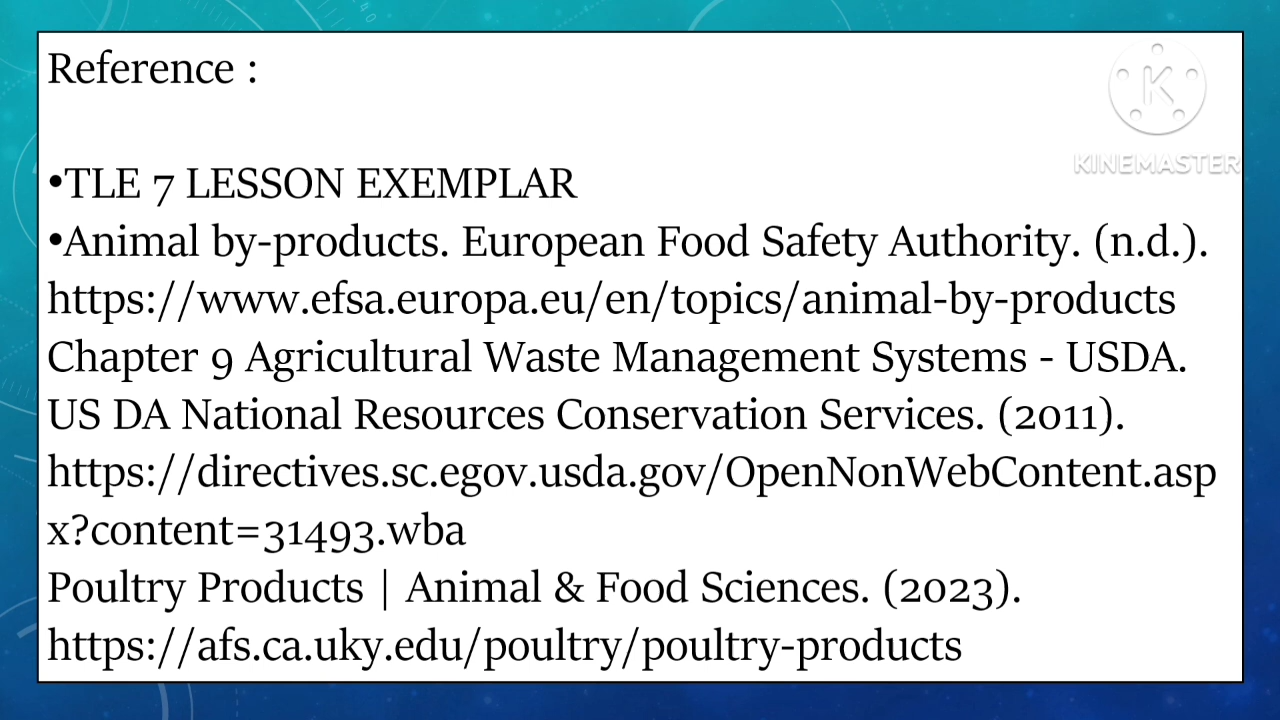 Reference :
•TLE 7 LESSON EXEMPLAR
•Animal by-products. European Food Safety Authority. (n.d.).
https://www.efsa.europa.eu/en/topics/animal-by-products
Chapter 9 Agricultural Waste Management Systems - USDA.
US DA National Resources Conservation Services. (2011).
https://directives.sc.egov.usda.gov/OpenNonWebContent.asp
x?content=31493.wba
Poultry Products | Animal & Food Sciences. (2023).
https://afs.ca.uky.edu/poultry/poultry-products
K
KINEMASTER